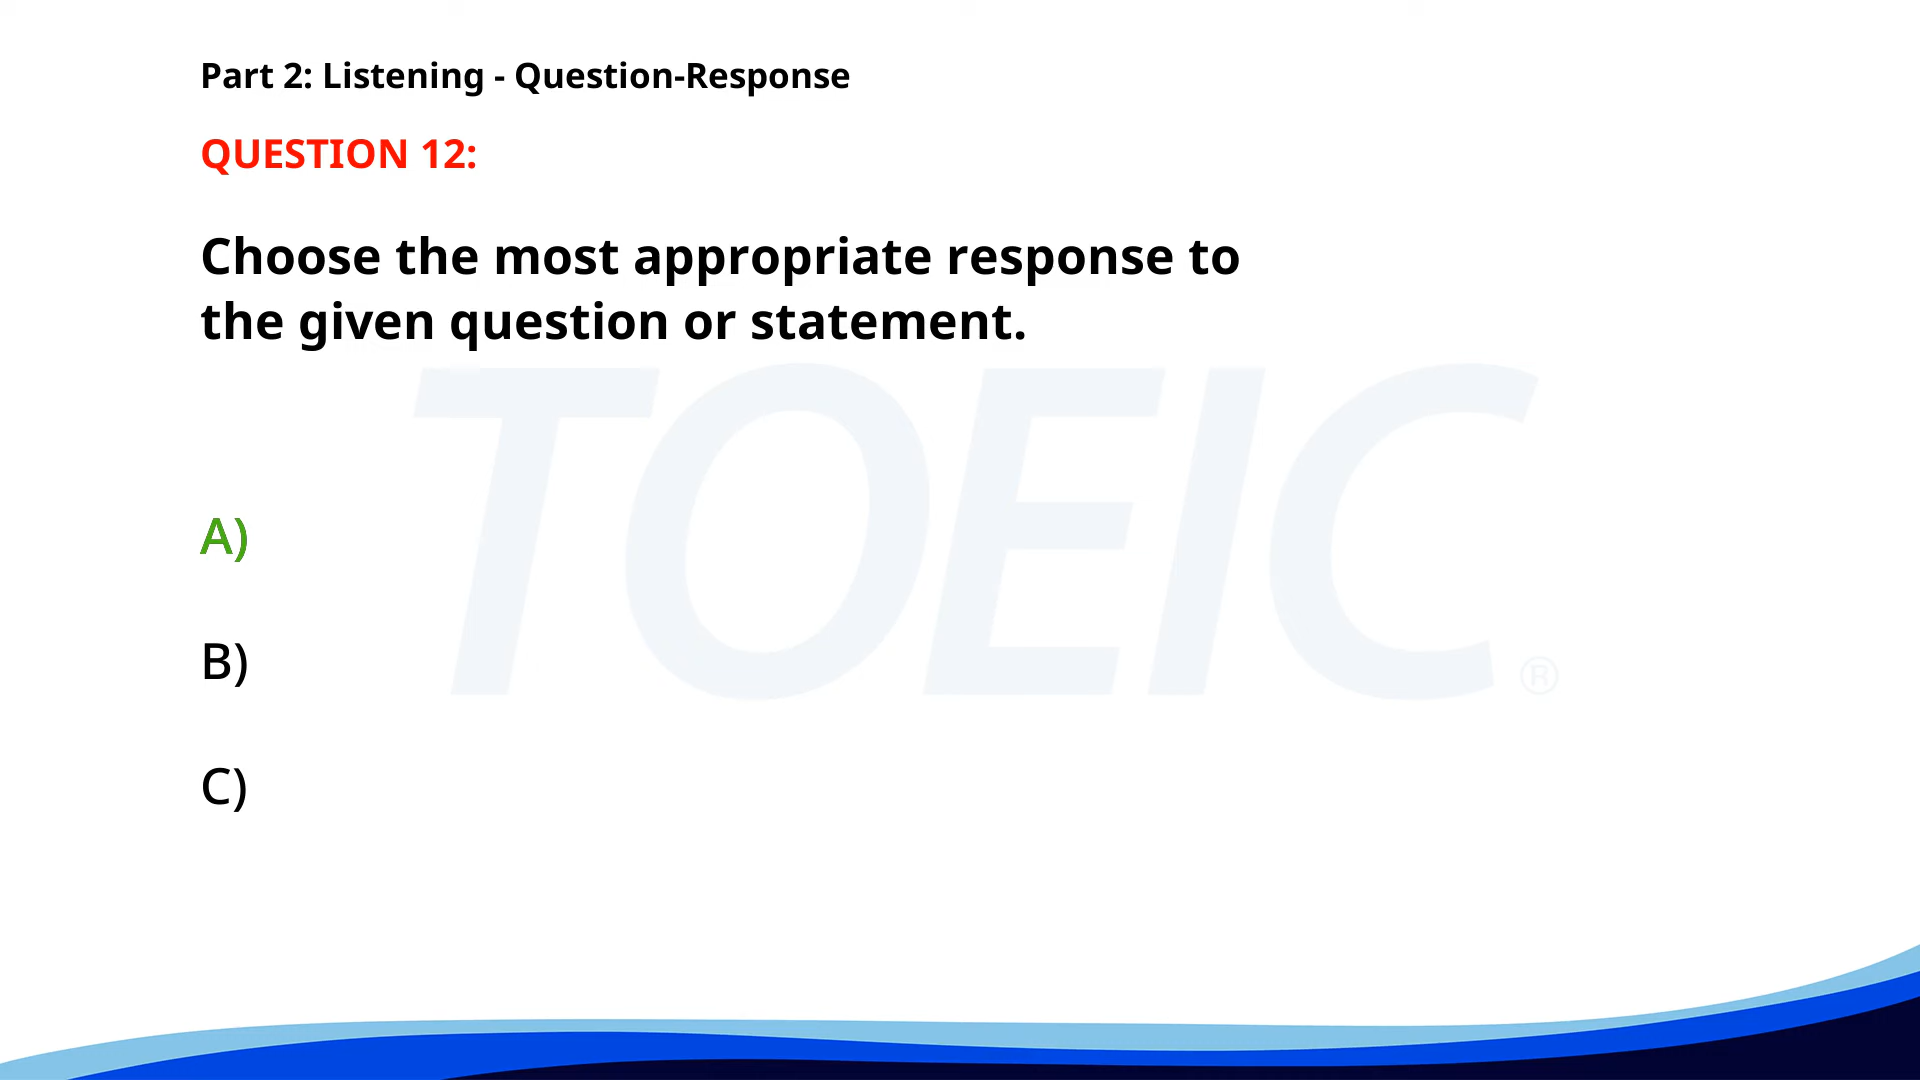 Part 2: Listening - Question-Response
QUESTION 12:
Choose the most appropriate response to
the given question or statement.
TOEIC®
A)
B)
C)